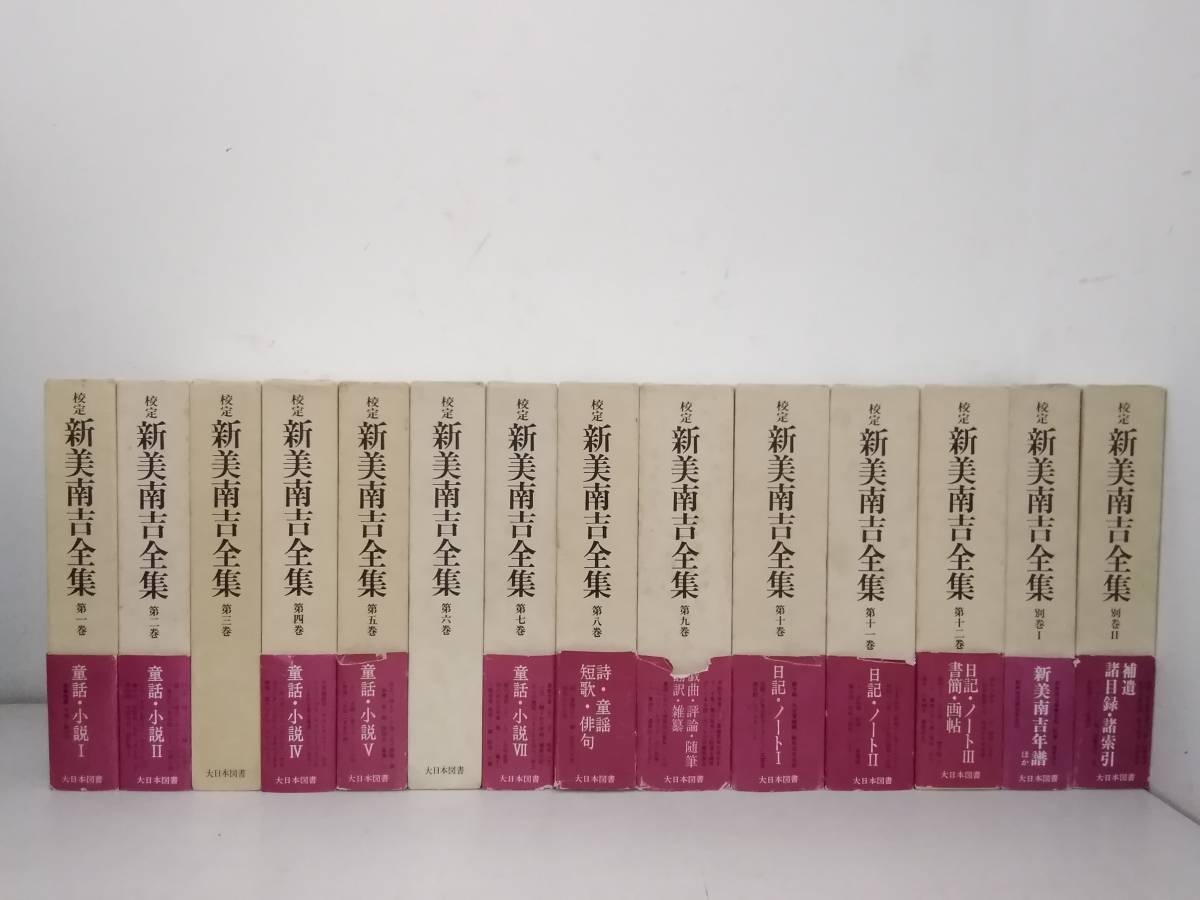 校定
新美南吉全集
第一巻
童話・小説Ⅰ
大日本図書
校定
新美南吉全集
第二巻
童話・小説Ⅱ
大日本図書
校定
新美南吉全集
第三巻
大日本図書
校定
新美南吉全集
第四巻
童話・小説Ⅳ
大日本図書
校定
新美南吉全集
第五巻
童話・小説Ⅴ
大日本図書
校定
新美南吉全集
第六巻
大日本図書
校定
新美南吉全集
第七巻
童話・小説Ⅶ
大日本図書
校定
新美南吉全集
第八巻
詩・童謡
短歌・俳句
大日本図書
校定
新美南吉全集
第九巻
戯曲・評論・随筆
翻訳・雑纂
大日本図書
校定
新美南吉全集
第十巻
日記・ノートⅠ
大日本図書
校定
新美南吉全集
第十一巻
日記・ノートⅡ
大日本図書
校定
新美南吉全集
第十二巻
日記・ノートⅢ
書簡・画帖
大日本図書
校定
新美南吉全集
別巻Ⅰ
新美南吉年譜
ほか
大日本図書
校定
新美南吉全集
別巻Ⅱ
補遺
諸目録・諸索引
大日本図書